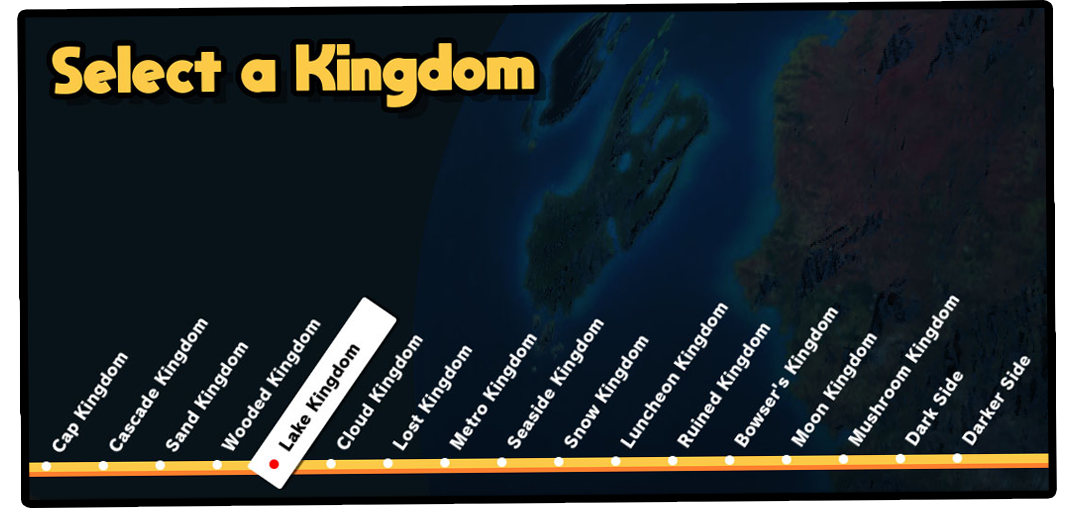 Select a Kingdom
Cap Kingdom
Cascade Kingdom
Sand Kingdom
Wooded Kingdom
Lake Kingdom
Cloud Kingdom
Lost Kingdom
Metro Kingdom
Seaside Kingdom
Snow Kingdom
Luncheon Kingdom
Ruined Kingdom
Bowser's Kingdom
Moon Kingdom
Mushroom Kingdom
Dark Side
Darker Side